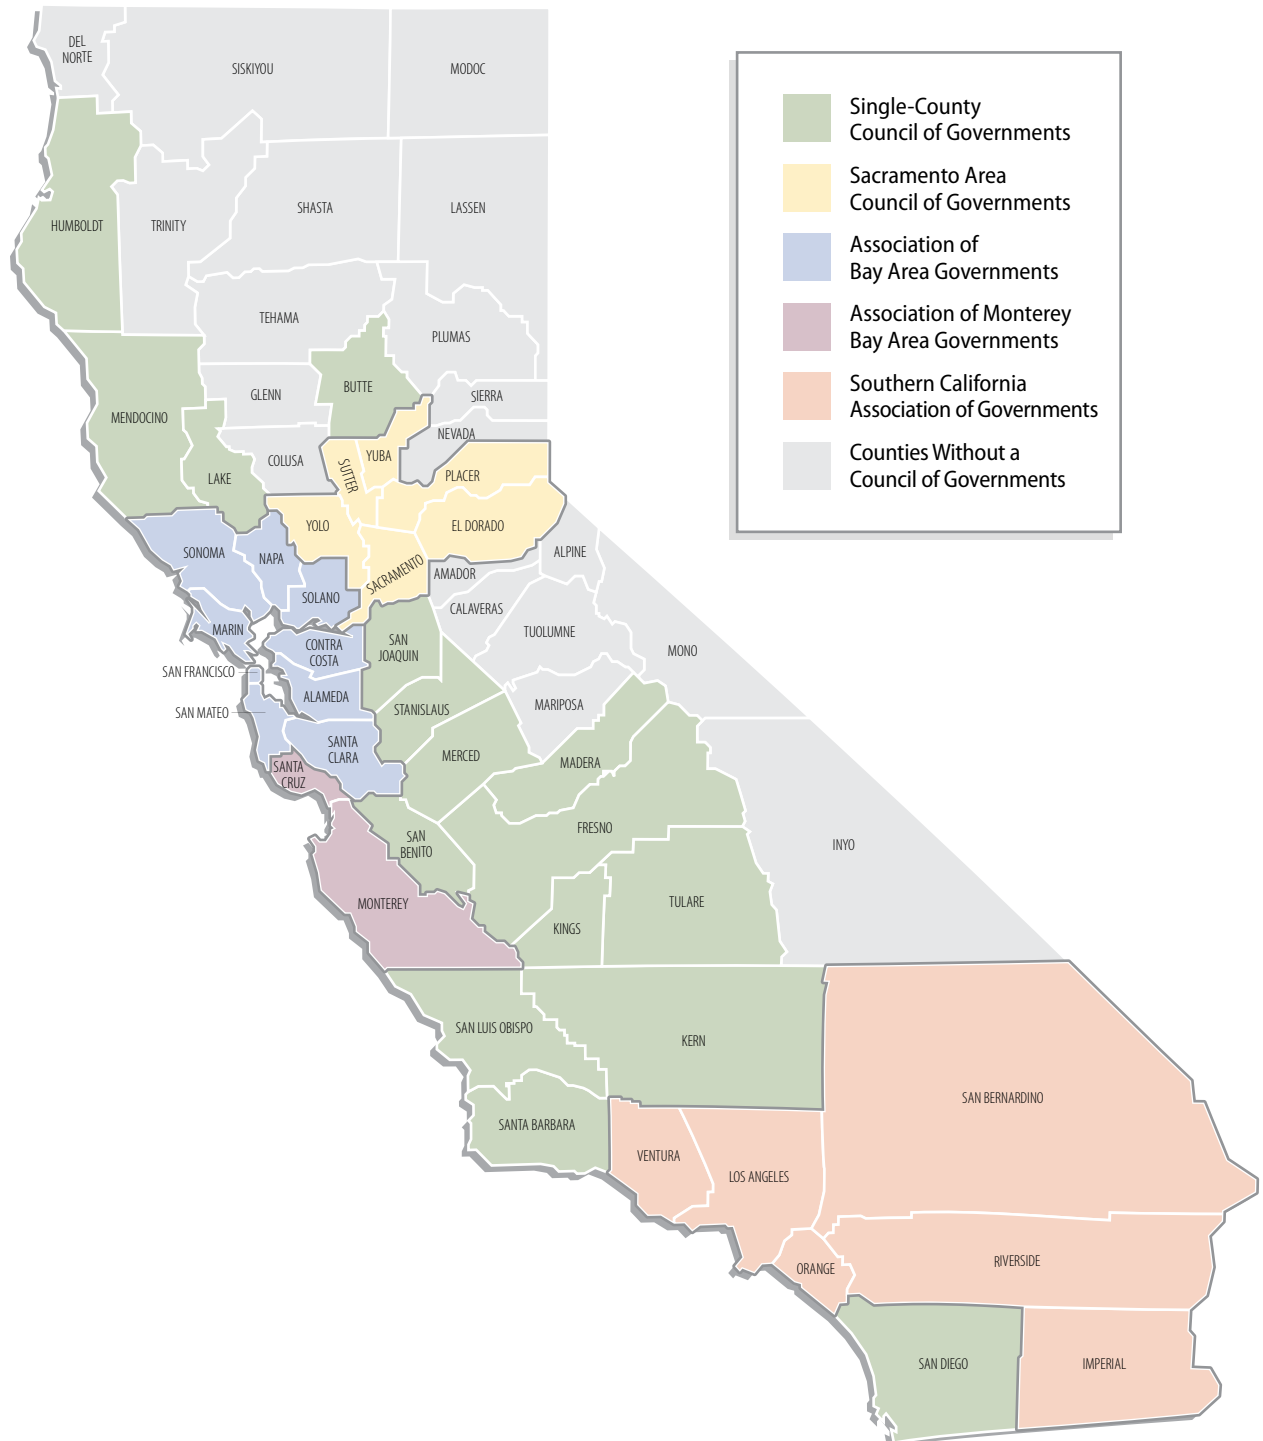 DEL
NORTE
SISKIYOU
MODOC
HUMBOLDT
TRINITY
SHASTA
LASSEN
TEHAMA
PLUMAS
MENDOCINO
GLENN
BUTTE
SIERRA
NEVADA
LAKE
COLUSA
SUTTER
YUBA
PLACER
YOLO
EL DORADO
SONOMA
NAPA
SACRAMENTO
AMADOR
ALPINE
SOLANO
CALAVERAS
MARIN
CONTRA
COSTA
SAN
JOAQUIN
TUOLUMNE
MONO
SAN FRANCISCO
ALAMEDA
STANISLAUS
MARIPOSA
SAN MATEO
SANTA
CLARA
MERCED
MADERA
SANTA
CRUZ
SAN
BENITO
FRESNO
INYO
MONTEREY
KINGS
TULARE
SAN LUIS OBISPO
KERN
SANTA BARBARA
SAN BERNARDINO
VENTURA
LOS ANGELES
ORANGE
RIVERSIDE
SAN DIEGO
IMPERIAL
Single-County
Council of Governments
Sacramento Area
Council of Governments
Association of
Bay Area Governments
Association of Monterey
Bay Area Governments
Southern California
Association of Governments
Counties Without a
Council of Governments